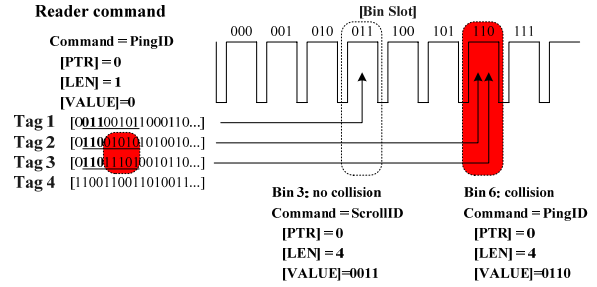 Reader command
[Bin Slot]
000 001 010 011 100 101 110 111
Command = PingID
[PTR] = 0
[LEN] = 1
[VALUE]=0
Tag 1 [0011001011000110...]
Tag 2 [0110010101010010...]
Tag 3 [0110111010010110...]
Tag 4 [1100110011010011...]
Bin 3: no collision
Command = ScrollID
[PTR] = 0
[LEN] = 4
[VALUE]=0011
Bin 6: collision
Command = PingID
[PTR] = 0
[LEN] = 4
[VALUE]=0110